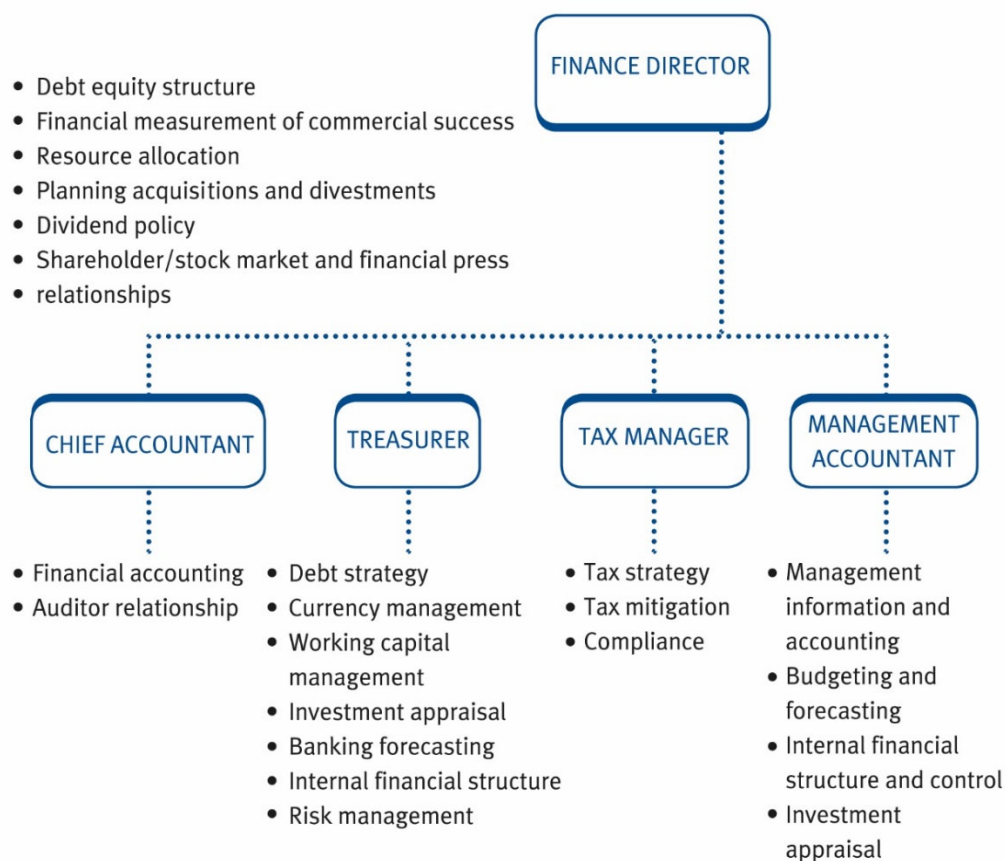 FINANCE DIRECTOR
• Debt equity structure
• Financial measurement of commercial success
• Resource allocation
• Planning acquisitions and divestments
• Dividend policy
• Shareholder/stock market and financial press
• relationships
CHIEF ACCOUNTANT
• Financial accounting
• Auditor relationship
TREASURER
• Debt strategy
• Currency management
• Working capital
management
• Investment appraisal
• Banking forecasting
• Internal financial structure
• Risk management
TAX MANAGER
• Tax strategy
• Tax mitigation
• Compliance
MANAGEMENT
ACCOUNTANT
• Management
information and
accounting
• Budgeting and
forecasting
• Internal financial
structure and control
• Investment
appraisal